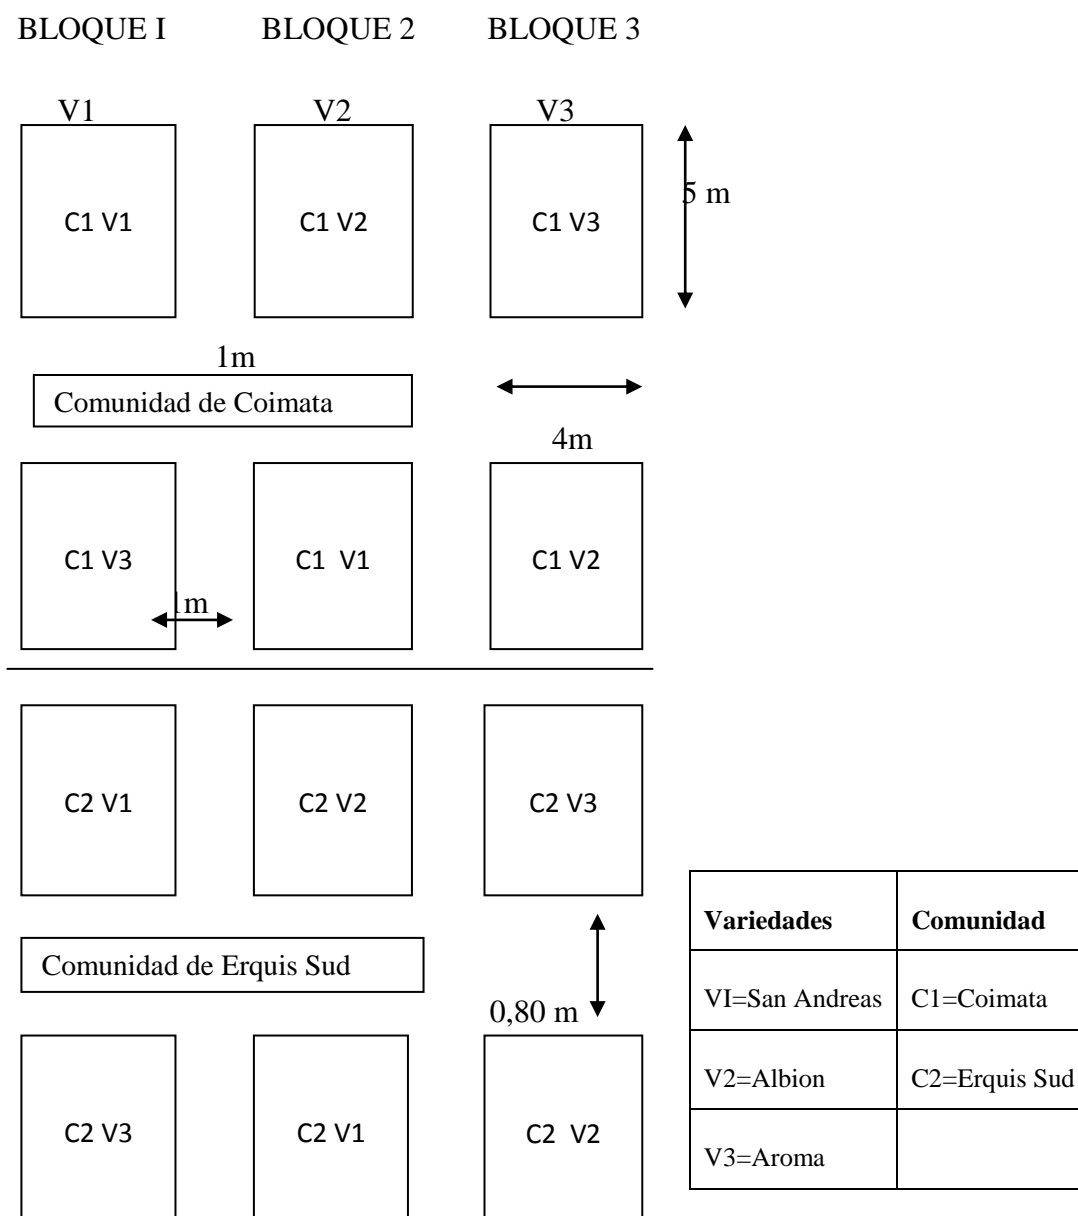 BLOQUE I BLOQUE 2 BLOQUE 3
V1 V2 V3
5 m
C1 V1 C1 V2 C1 V3
1m
Comunidad de Coimata
4m
C1 V3 C1 V1 C1 V2
1m
C2 V1 C2 V2 C2 V3
Variedades Comunidad
Comunidad de Erquis Sud
VI=San Andreas C1=Coimata
0,80 m
V2=Albion C2=Erquis Sud
C2 V3 C2 V1 C2 V2
V3=Aroma